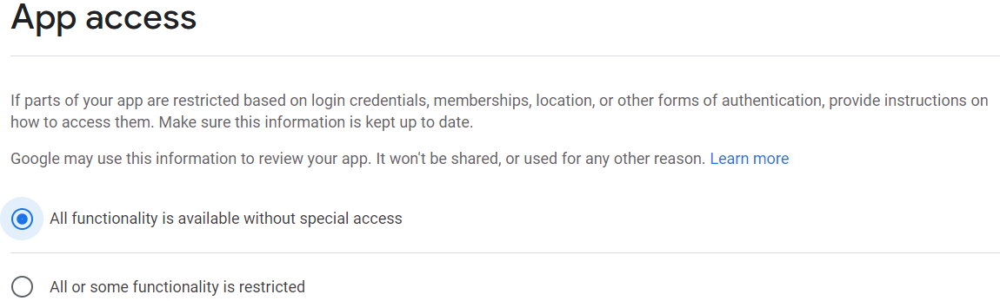 App access
If parts of your app are restricted based on login credentials, memberships, location, or other forms of authentication, provide instructions on
how to access them. Make sure this information is kept up to date.
Google may use this information to review your app. It won't be shared, or used for any other reason. Learn more
All functionality is available without special access
All or some functionality is restricted